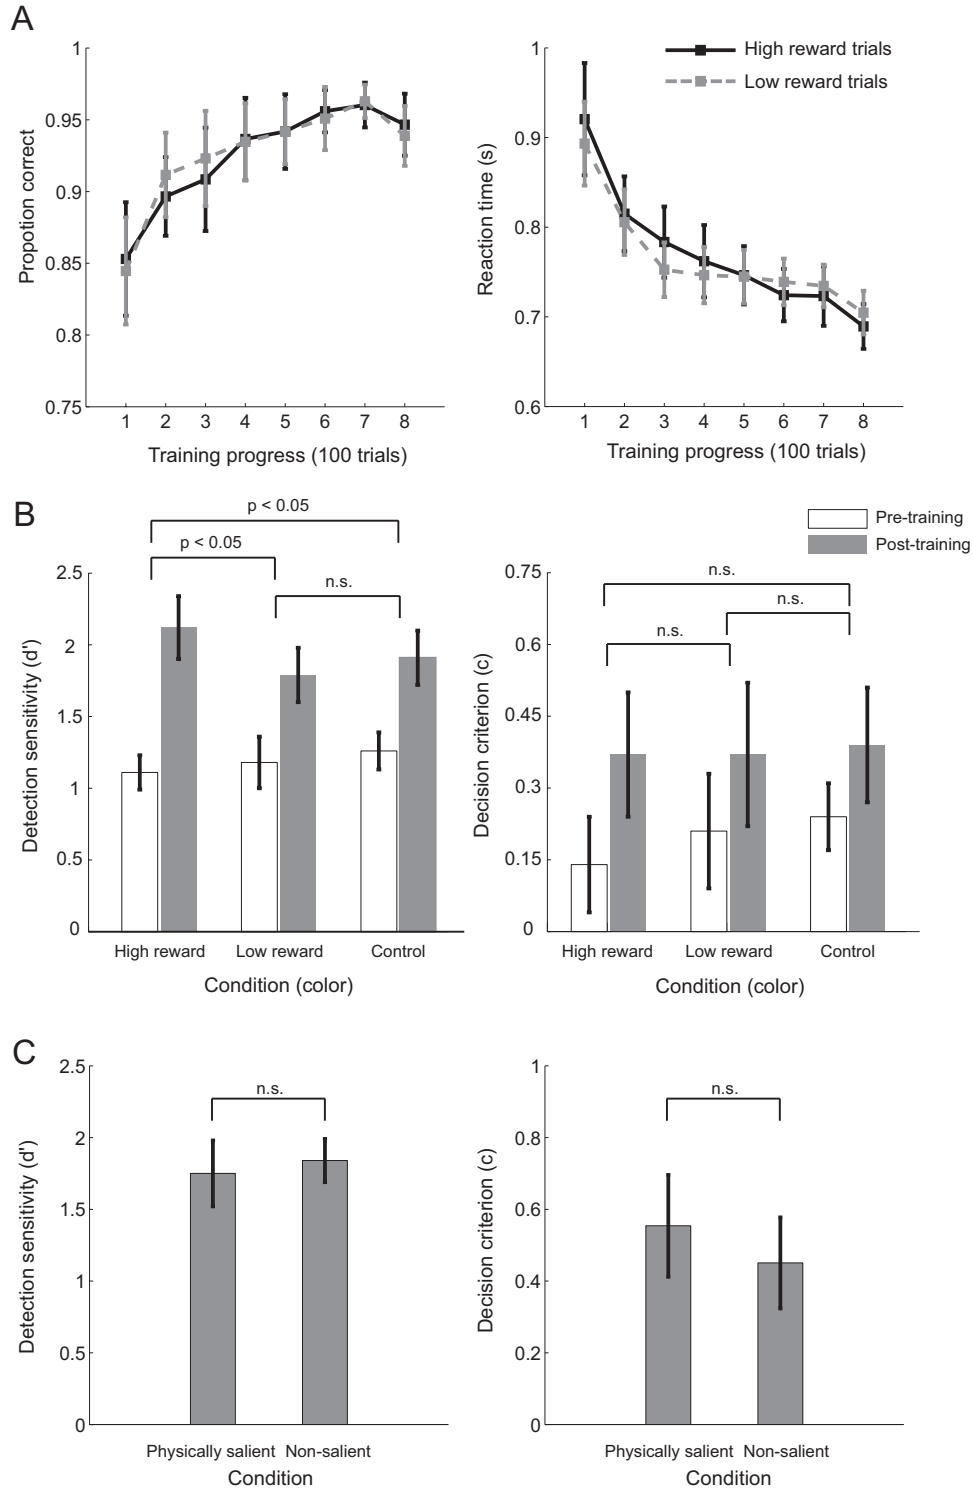 A
High reward trials
Low reward trials
Propotion correct
1
0.95
0.9
0.85
0.8
0.75
1 2 3 4 5 6 7 8
Training progress (100 trials)
Reaction time (s)
1
0.9
0.8
0.7
0.6
1 2 3 4 5 6 7 8
Training progress (100 trials)
B
Pre-training
Post-training
p < 0.05
p < 0.05
n.s.
Detection sensitivity (d')
2.5
2
1.5
1
0.5
0
High reward Low reward Control
Condition (color)
n.s.
n.s.
n.s.
Decision criterion (c)
0.75
0.6
0.45
0.3
0.15
0
High reward Low reward Control
Condition (color)
C
n.s.
Detection sensitivity (d')
2.5
2
1.5
1
0.5
0
Physically salient Non-salient
Condition
n.s.
Decision criterion (c)
1
0.8
0.6
0.4
0.2
0
Physically salient Non-salient
Condition